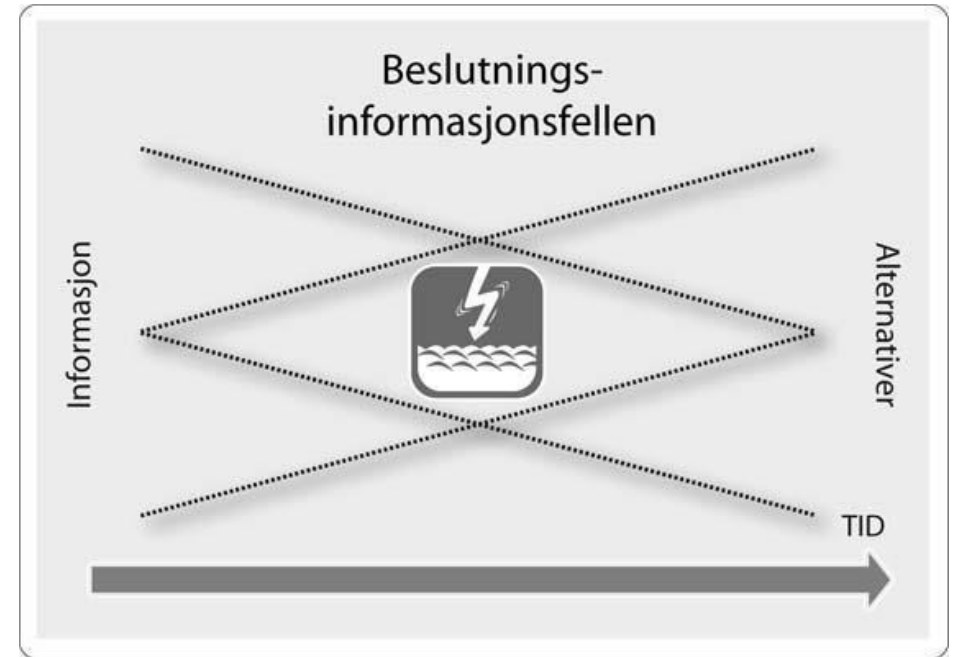 Beslutnings-
informasjonsfellen
Informasjon
Alternativer
TID